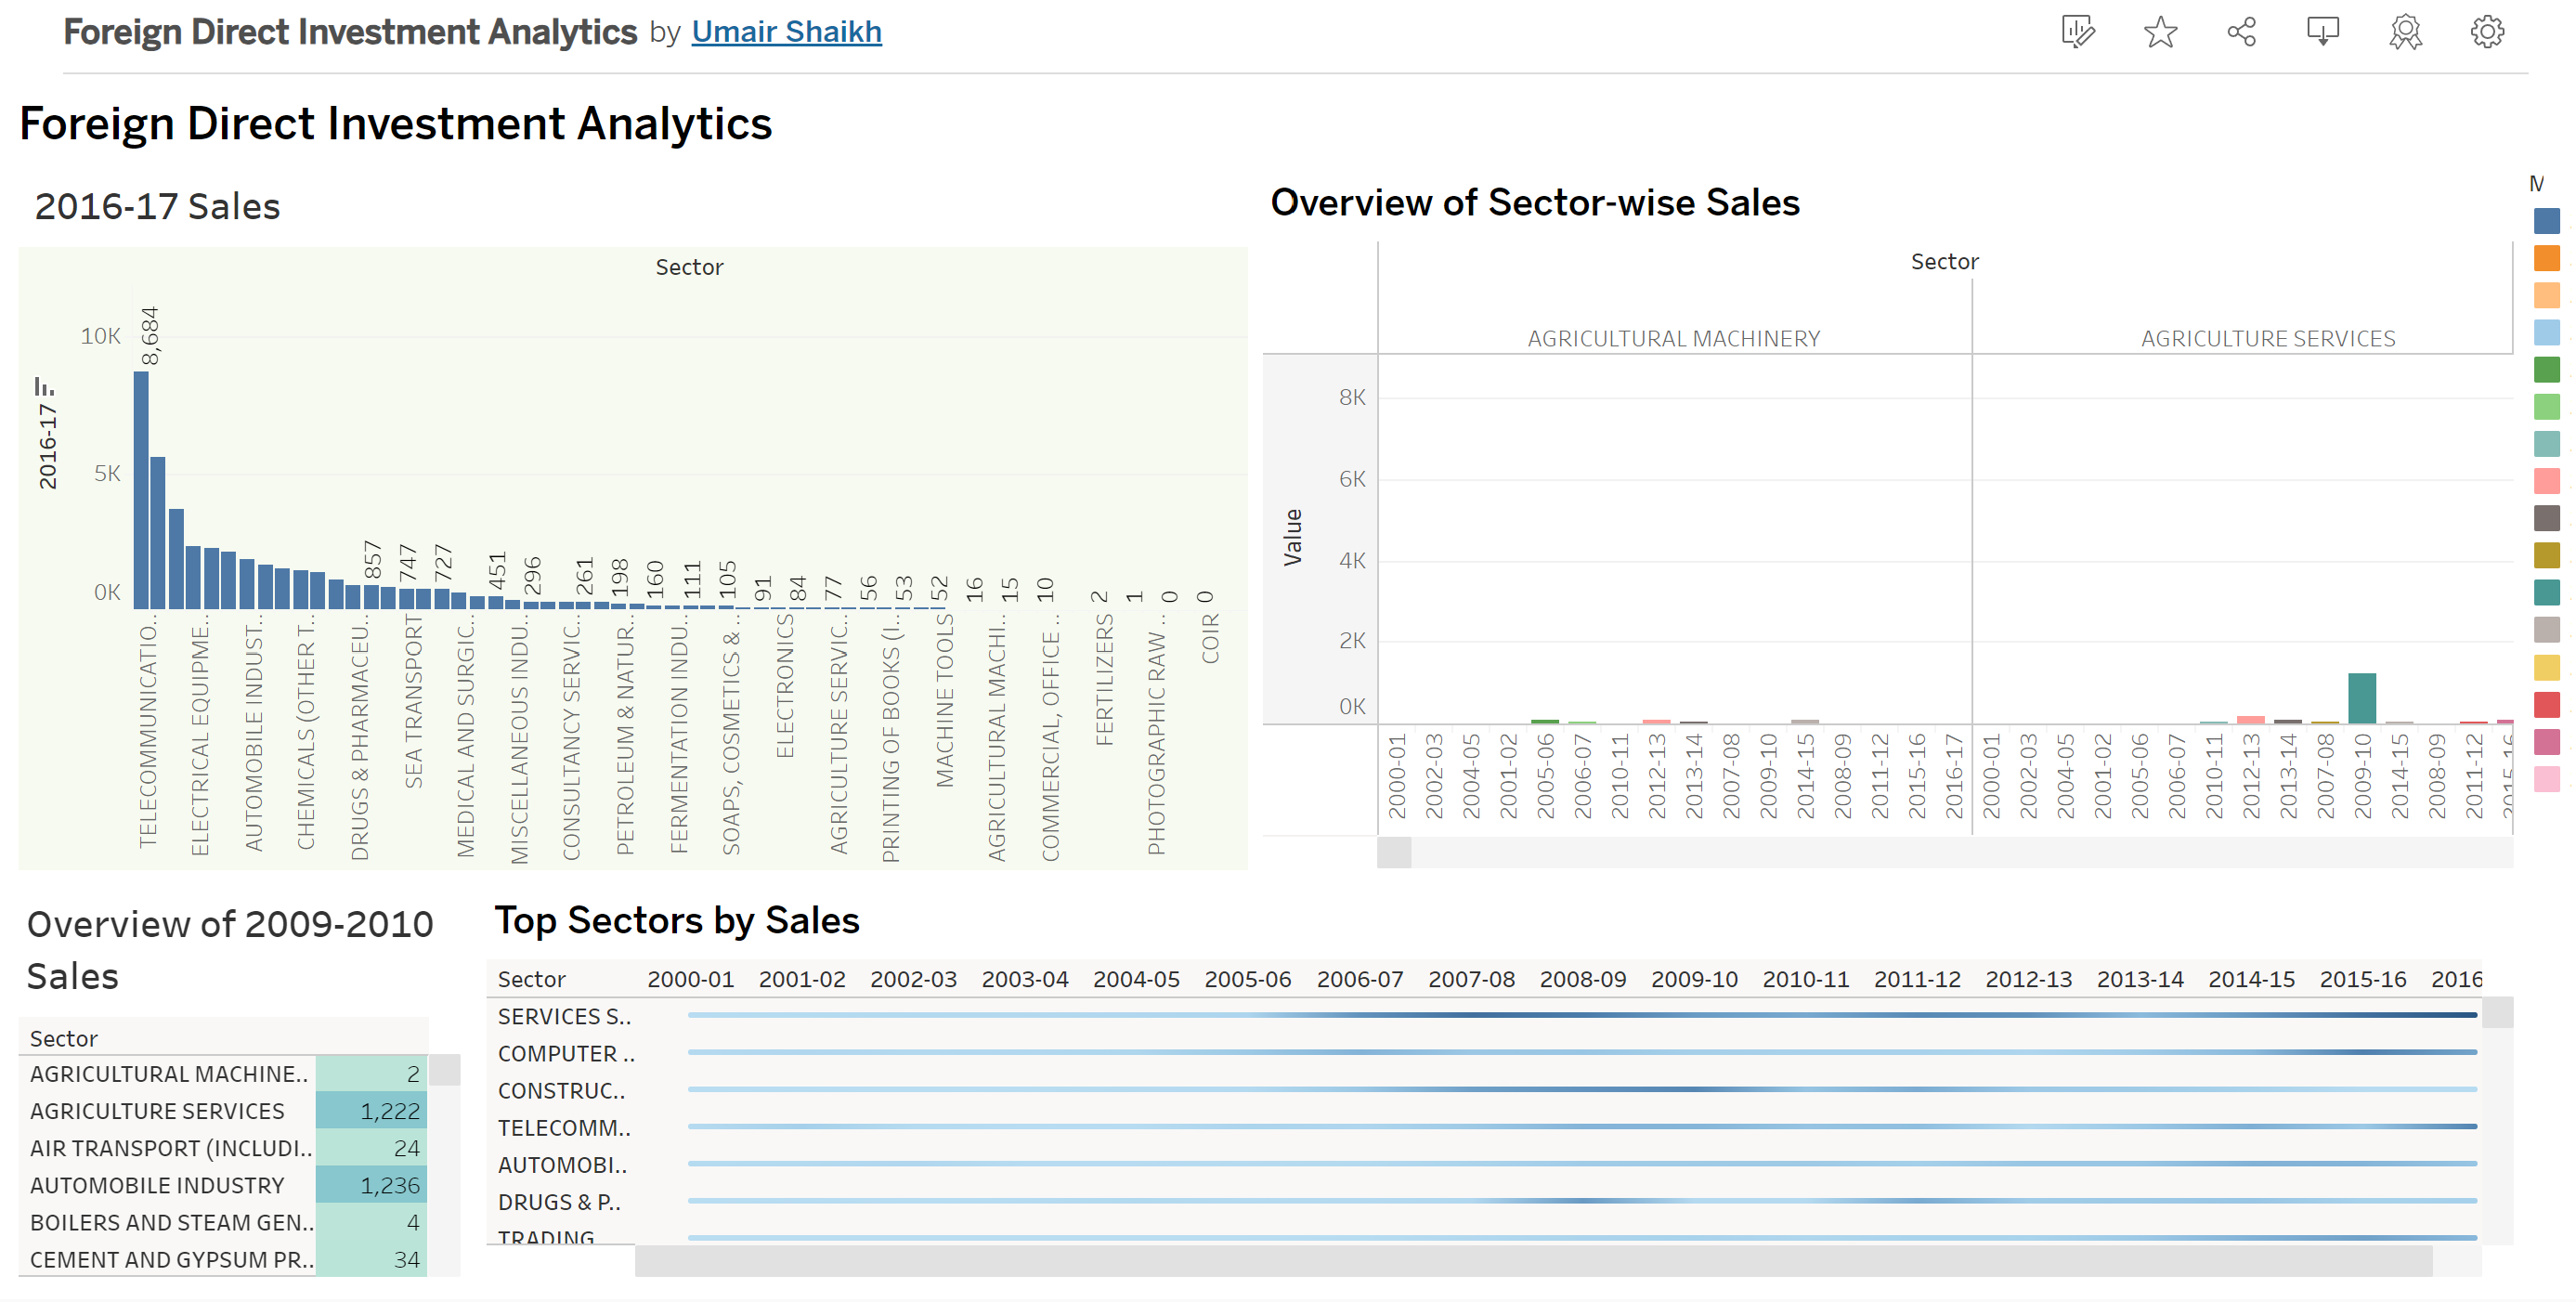 Foreign Direct Investment Analytics by Umair Shaikh
Foreign Direct Investment Analytics
2016-17 Sales
Sector
2016-17
10K
5K
0K
8,684
857
747
727
451
296
261
198
160
111
105
91
84
77
56
53
52
16
15
10
2
1
0
0
TELECOMMUNICATIO..
ELECTRICAL EQUIPME..
AUTOMOBILE INDUST..
CHEMICALS (OTHER T..
DRUGS & PHARMACEU..
SEA TRANSPORT
MEDICAL AND SURGIC..
MISCELLANEOUS INDU..
CONSULTANCY SERVIC..
PETROLEUM & NATUR..
FERMENTATION INDU..
SOAPS, COSMETICS & ..
ELECTRONICS
AGRICULTURE SERVIC..
PRINTING OF BOOKS (I..
MACHINE TOOLS
AGRICULTURAL MACHI..
COMMERCIAL, OFFICE ..
FERTILIZERS
PHOTOGRAPHIC RAW ..
COIR
Overview of Sector-wise Sales
Sector
AGRICULTURAL MACHINERY
AGRICULTURE SERVICES
Value
8K
6K
4K
2K
0K
2000-01
2002-03
2004-05
2001-02
2005-06
2006-07
2010-11
2012-13
2013-14
2007-08
2009-10
2014-15
2008-09
2011-12
2015-16
2016-17
2000-01
2002-03
2004-05
2001-02
2005-06
2006-07
2010-11
2012-13
2013-14
2007-08
2009-10
2014-15
2008-09
2011-12
2015-16
M
Overview of 2009-2010
Sales
Sector
AGRICULTURAL MACHINE.. 2
AGRICULTURE SERVICES 1,222
AIR TRANSPORT (INCLUDI.. 24
AUTOMOBILE INDUSTRY 1,236
BOILERS AND STEAM GEN.. 4
CEMENT AND GYPSUM PR.. 34
Top Sectors by Sales
Sector 2000-01 2001-02 2002-03 2003-04 2004-05 2005-06 2006-07 2007-08 2008-09 2009-10 2010-11 2011-12 2012-13 2013-14 2014-15 2015-16 2016
SERVICES S..
COMPUTER ..
CONSTRUC..
TELECOMM..
AUTOMOBI..
DRUGS & P..
TRADING